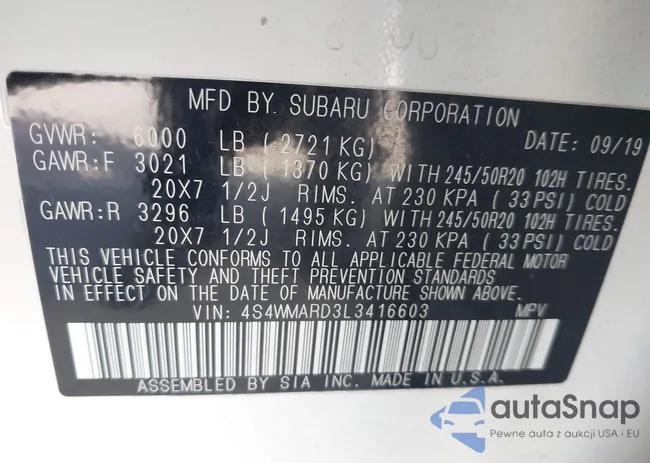 MFD BY. SUBARU CORPORATION
GVWR: 6000 LB ( 2721 KG) DATE: 09/19
GAWR:F 3021 LB ( 1370 KG) WITH 245/50R20 102H TIRES.
20X7 1/2J RIMS. AT 230 KPA ( 33PSI) COLD
GAWR:R 3296 LB ( 1495 KG) WITH 245/50R20 102H TIRES.
20X7 1/2J RIMS. AT 230 KPA ( 33PSI) COLD
THIS VEHICLE CONFORMS TO ALL APPLICABLE FEDERAL MOTOR
VEHICLE SAFETY AND THEFT PREVENTION STANDARDS
IN EFFECT ON THE DATE OF MANUFACTURE SHOWN ABOVE.
VIN: 4S4WMARD3L3416603 MPV
ASSEMBLED BY SIA INC. MADE IN U.S.A.
autaSnap
Pewne auta z aukcji USA i EU